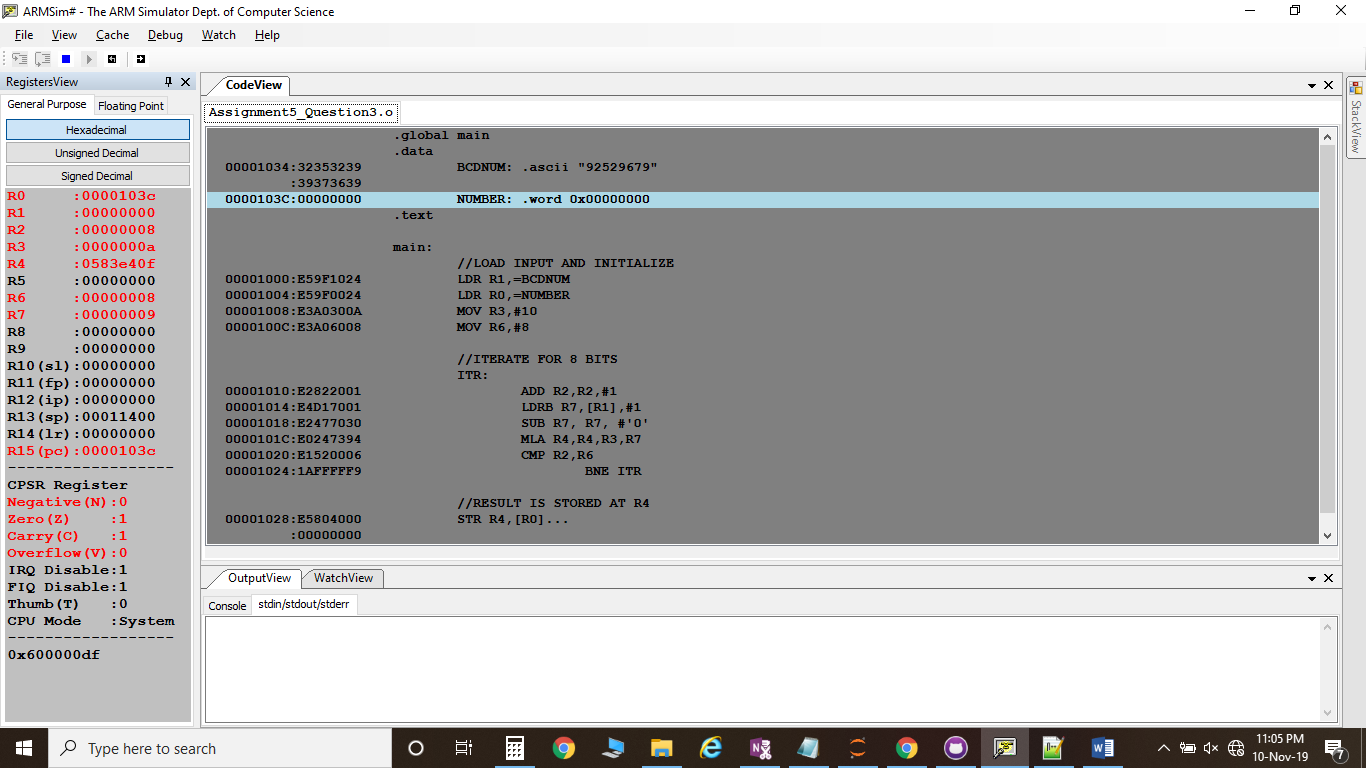 ARMSim# - The ARM Simulator Dept. of Computer Science
File View Cache Debug Watch Help
RegistersView
General Purpose Floating Point
Hexadecimal
Unsigned Decimal
Signed Decimal
R0 :0000103c
R1 :00000000
R2 :00000008
R3 :0000000a
R4 :0583e40f
R5 :00000000
R6 :00000008
R7 :00000009
R8 :00000000
R9 :00000000
R10(sl):00000000
R11(fp):00000000
R12(ip):00000000
R13(sp):00011400
R14(lr):00000000
R15(pc):0000103c
------------------
CPSR Register
Negative(N):0
Zero(Z) :1
Carry(C) :1
Overflow(V):0
IRQ Disable:1
FIQ Disable:1
Thumb(T) :0
CPU Mode :System
------------------
0x600000df
CodeView
Assignment5_Question3.o
.global main
.data
00001034:32353239 BCDNUM: .ascii "92529679"
:39373639
0000103C:00000000 NUMBER: .word 0x00000000
.text
main:
//LOAD INPUT AND INITIALIZE
00001000:E59F1024 LDR R1,=BCDNUM
00001004:E59F0024 LDR R0,=NUMBER
00001008:E3A0300A MOV R3,#10
0000100C:E3A06008 MOV R6,#8
//ITERATE FOR 8 BITS
ITR:
00001010:E2822001 ADD R2,R2,#1
00001014:E4D17001 LDRB R7,[R1],#1
00001018:E2477030 SUB R7, R7, #'0'
0000101C:E0247394 MLA R4,R4,R3,R7
00001020:E1520006 CMP R2,R6
00001024:1AFFFFF9 BNE ITR
//RESULT IS STORED AT R4
00001028:E5804000 STR R4,[R0]...
:00000000
StackView
OutputView WatchView
Console stdin/stdout/stderr
Type here to search
11:05 PM
10-Nov-19
7